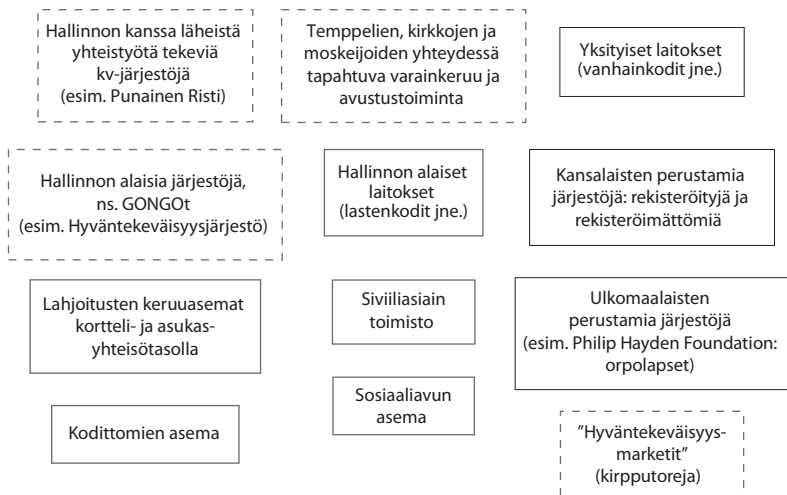 Hallinnon kanssa läheistä
yhteistyötä tekeviä
kv-järjestöjä
(esim. Punainen Risti)
Temppelien, kirkkojen ja
moskeijoiden yhteydessä
tapahtuva varainkeruu ja
avustustoiminta
Yksityiset laitokset
(vanhainkodit jne.)
Hallinnon alaisia järjestöjä,
ns. GONGOt
(esim. Hyväntekeväisyysjärjestö)
Hallinnon alaiset
laitokset
(lastenkodit jne.)
Kansalaisten perustamia
järjestöjä: rekisteröityjä ja
rekisteröimättömiä
Lahjoitusten keruuasemat
kortteli- ja asukas-
yhteisötasolla
Siviiliasiain
toimisto
Ulkomaalaisten
perustamia järjestöjä
(esim. Philip Hayden Foundation:
orpolapset)
Kodittomien asema
Sosiaaliavun
asema
”Hyväntekeväisyys-
marketit”
(kirpputoreja)